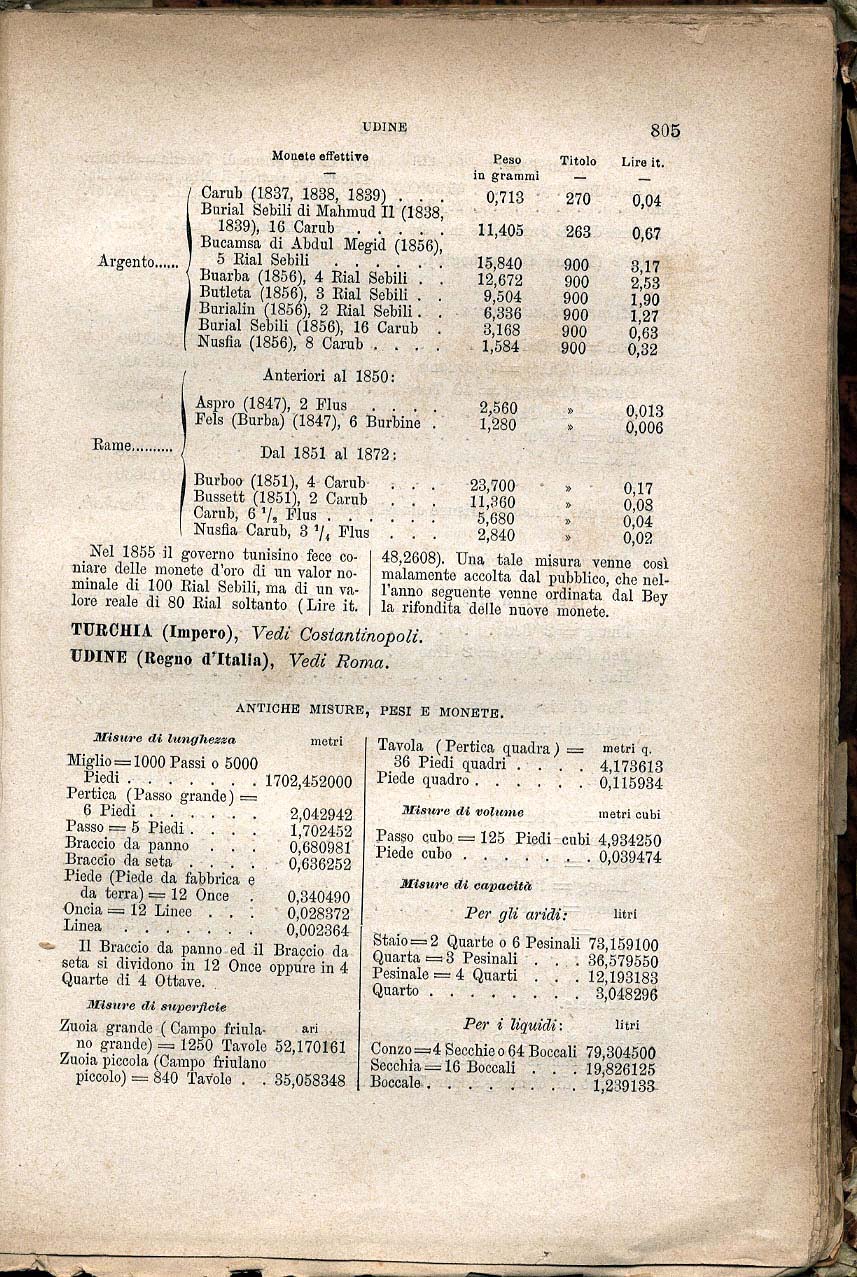 UDINE 805
Monete effettive Peso in grammi Titolo Lire it.
Argento......
Carub (1837, 1838, 1839) . . . 0,713 270 0,04
Burial Sebili di Mahmud II (1838,
1839), 16 Carub . . . . . 11,405 263 0,67
Bucamsa di Abdul Megid (1856),
5 Rial Sebili . . . . . . 15,840 900 3,17
Buarba (1856), 4 Rial Sebili . . 12,672 900 2,53
Butleta (1856), 3 Rial Sebili . . 9,504 900 1,90
Burialin (1856), 2 Rial Sebili . . 6,336 900 1,27
Burial Sebili (1856), 16 Carub . 3,168 900 0,63
Nusfia (1856), 8 Carub . . . . 1,584 900 0,32
Rame..........
Anteriori al 1850:
Aspro (1847), 2 Flus . . . . 2,560 » 0,013
Fels (Burba) (1847), 6 Burbine . 1,280 » 0,006
Dal 1851 al 1872:
Burboo (1851), 4 Carub . . . 23,700 » 0,17
Bussett (1851), 2 Carub . . . 11,360 » 0,08
Carub, 6 1/2 Flus . . . . . . 5,680 » 0,04
Nusfia Carub, 3 1/4 Flus . . . 2,840 » 0,02
Nel 1855 il governo tunisino fece co-
niare delle monete d'oro di un valor no-
minale di 100 Rial Sebili, ma di un va-
lore reale di 80 Rial soltanto (Lire it.
48,2608). Una tale misura venne così
malamente accolta dal pubblico, che nel-
l'anno seguente venne ordinata dal Bey
la rifondita delle nuove monete.
TURCHIA (Impero), Vedi Costantinopoli.
UDINE (Regno d'Italia), Vedi Roma.
ANTICHE MISURE, PESI E MONETE.
Misure di lunghezza metri
Miglio = 1000 Passi o 5000
Piedi . . . . . . . 1702,452000
Pertica (Passo grande) =
6 Piedi . . . . . . 2,042942
Passo = 5 Piedi . . . . 1,702452
Braccio da panno . . . 0,680981
Braccio da seta . . . . 0,636252
Piede (Piede da fabbrica e
da terra) = 12 Once . 0,340490
Oncia = 12 Linee . . . 0,028372
Linea . . . . . . . 0,002364
Il Braccio da panno ed il Braccio da
seta si dividono in 12 Once oppure in 4
Quarte di 4 Ottave.
Misure di superficie
Zuoia grande (Campo friula- ari
no grande) = 1250 Tavole 52,170161
Zuoia piccola (Campo friulano
piccolo) = 840 Tavole . . 35,058348
Tavola (Pertica quadra) = metri q.
36 Piedi quadri . . . . 4,173613
Piede quadro . . . . . . 0,115934
Misure di volume metri cubi
Passo cubo = 125 Piedi cubi 4,934250
Piede cubo . . . . . . . 0,039474
Misure di capacità
Per gli aridi: litri
Staio = 2 Quarte o 6 Pesinali 73,159100
Quarta = 3 Pesinali . . . 36,579550
Pesinale = 4 Quarti . . . 12,193183
Quarto . . . . . . . . 3,048296
Per i liquidi: litri
Conzo = 4 Secchie o 64 Boccali 79,304500
Secchia = 16 Boccali . . . 19,826125
Boccale . . . . . . . . 1,239133